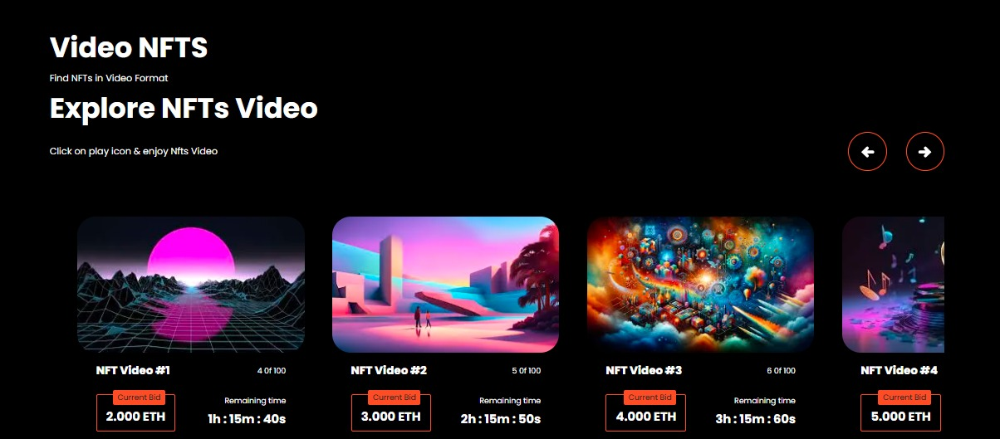 Video NFTS
Find NFTs in Video Format
Explore NFTs Video
Click on play icon & enjoy Nfts Video
NFT Video #1
4 0f 100
Current Bid
2.000 ETH
Remaining time
1h : 15m : 40s
NFT Video #2
5 0f 100
Current Bid
3.000 ETH
Remaining time
2h : 15m : 50s
NFT Video #3
6 0f 100
Current Bid
4.000 ETH
Remaining time
3h : 15m : 60s
NFT Video #4
Current Bid
5.000 ETH